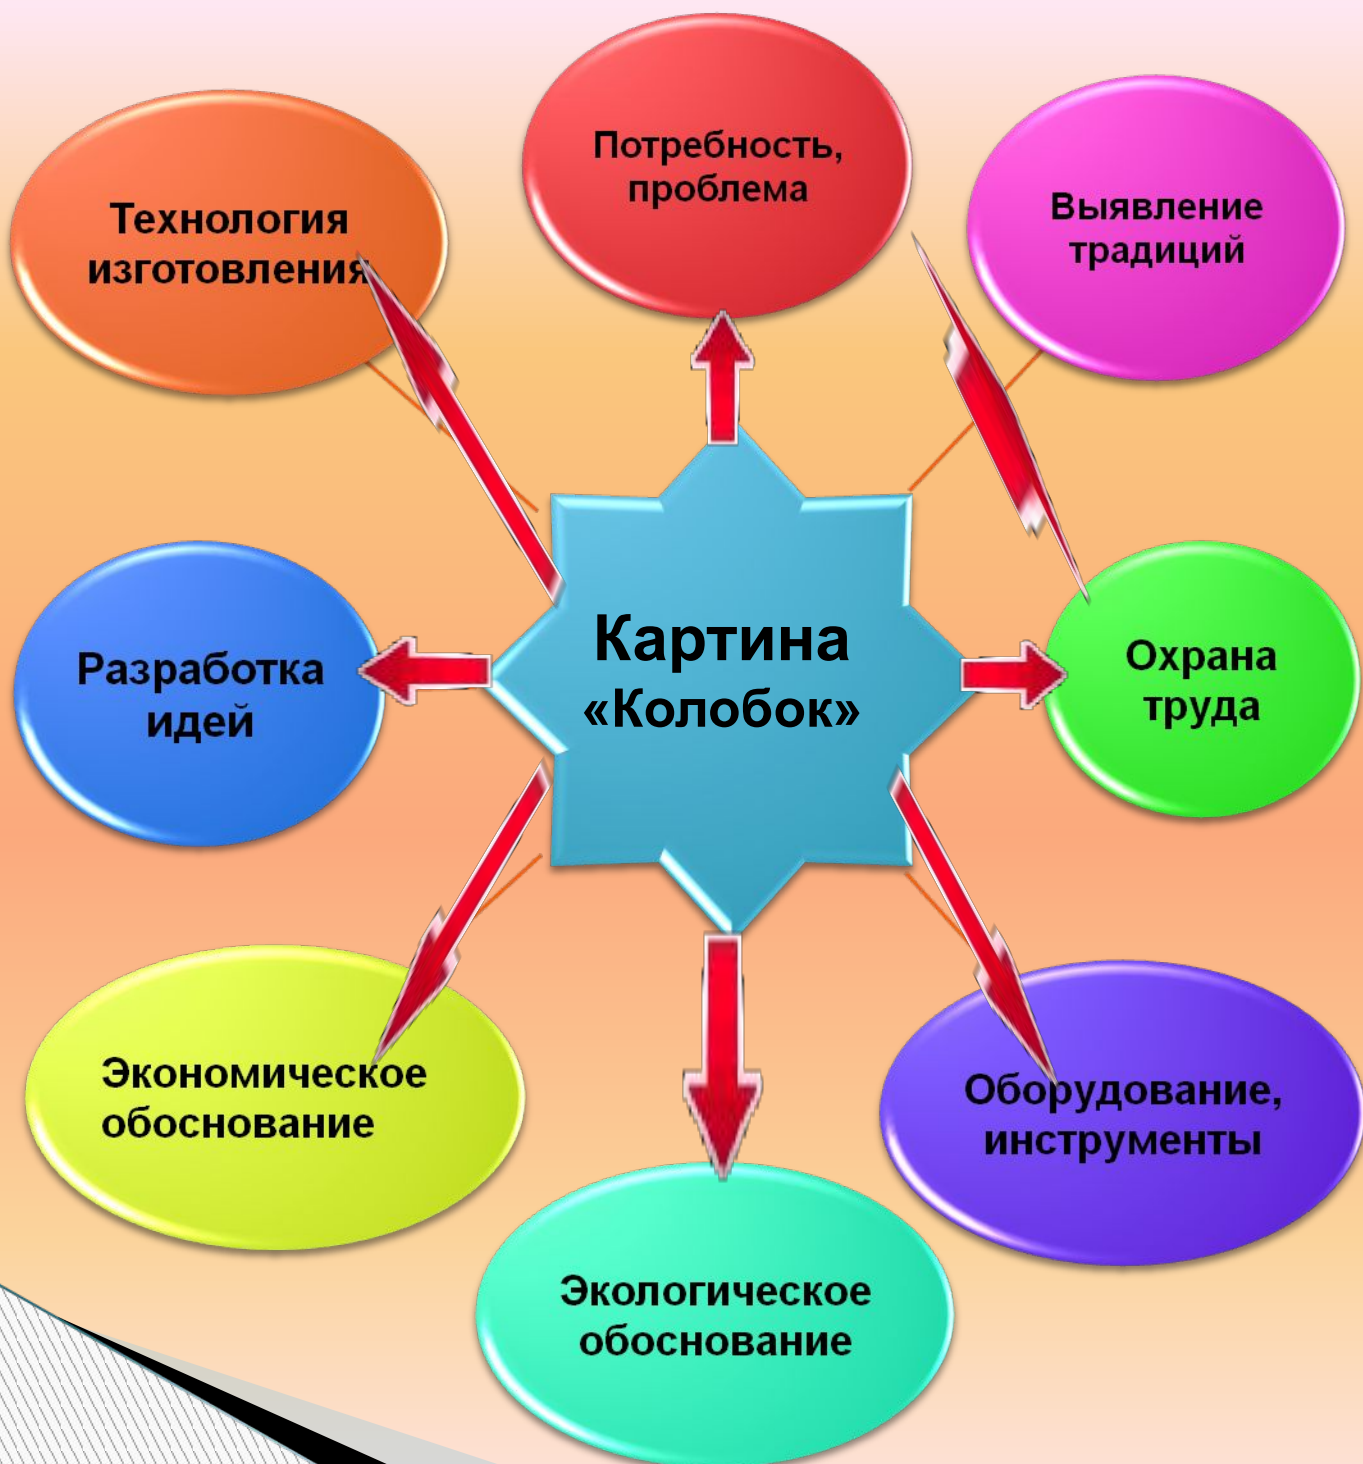 Потребность,
проблема
Выявление
традиций
Технология
изготовления
Картина
«Колобок»
Разработка
идей
Охрана
труда
Экономическое
обоснование
Оборудование,
инструменты
Экологическое
обоснование